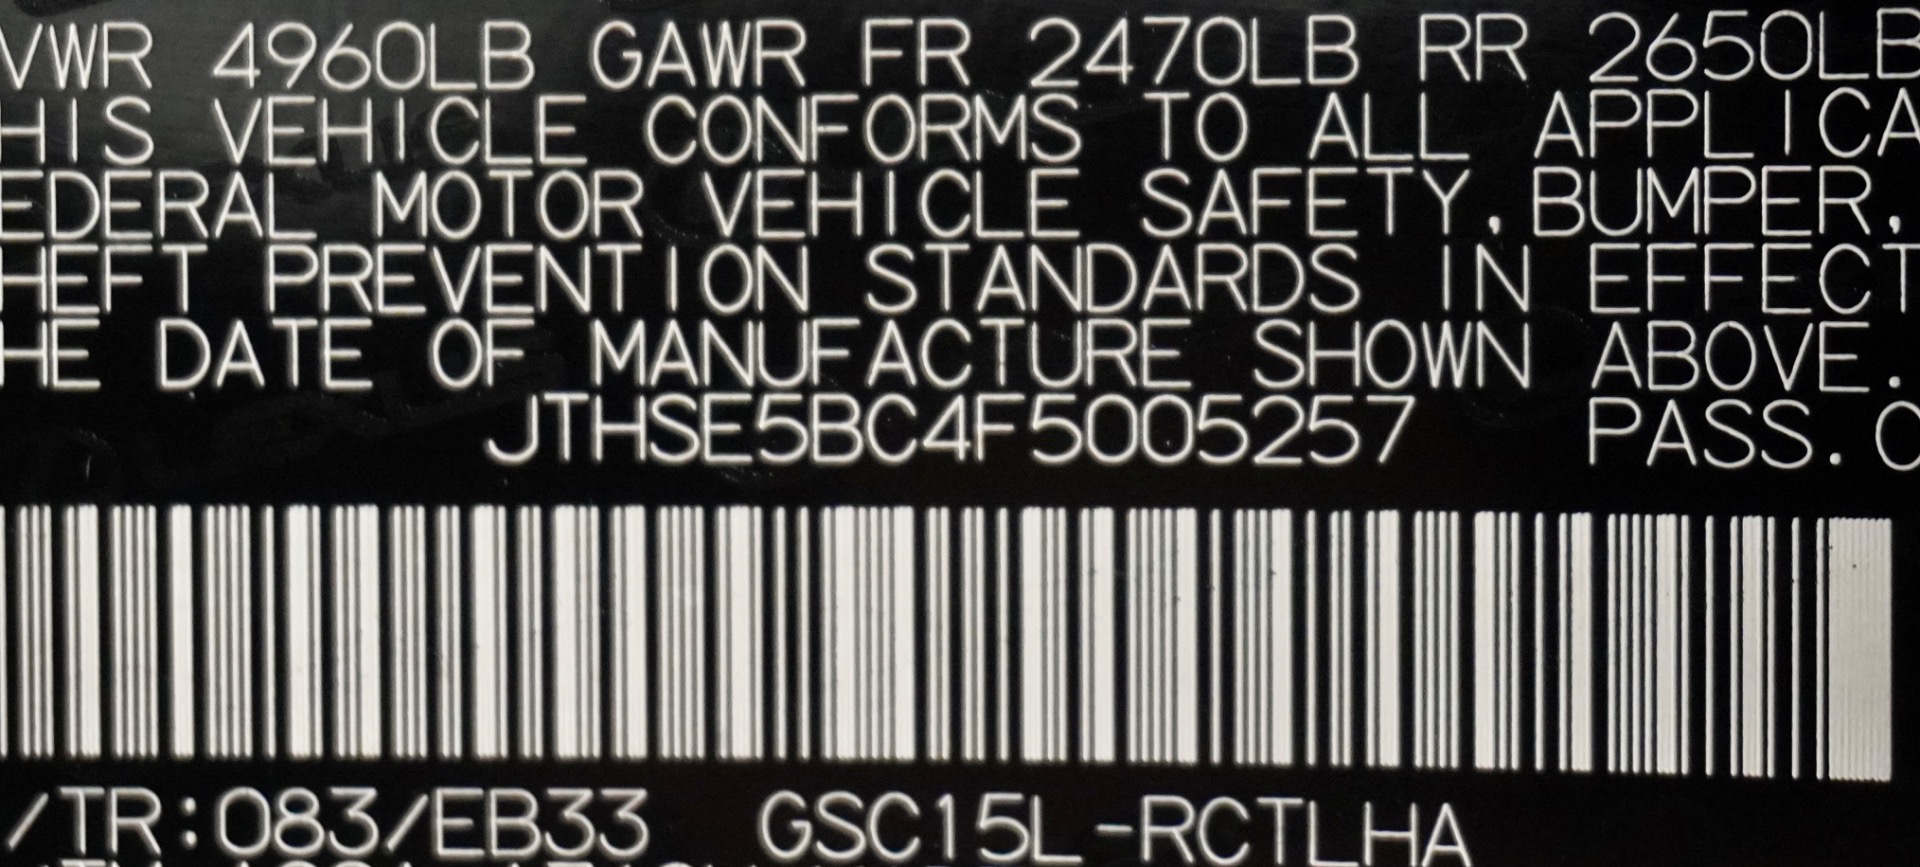 VWR 4960LB GAWR FR 2470LB RR 2650LB
HIS VEHICLE CONFORMS TO ALL APPLICA
EDERAL MOTOR VEHICLE SAFETY,BUMPER,
HEFT PREVENTION STANDARDS IN EFFECT
HE DATE OF MANUFACTURE SHOWN ABOVE.
JTHSE5BC4F5005257 PASS.C
/TR:083/EB33 GSC15L-RCTLHA